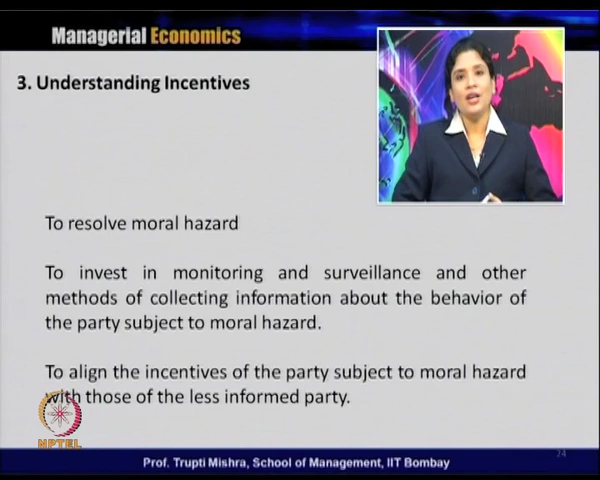 Managerial Economics
3. Understanding Incentives
To resolve moral hazard
To invest in monitoring and surveillance and other
methods of collecting information about the behavior of
the party subject to moral hazard.
To align the incentives of the party subject to moral hazard
with those of the less informed party.
NPTEL
24
Prof. Trupti Mishra, School of Management, IIT Bombay